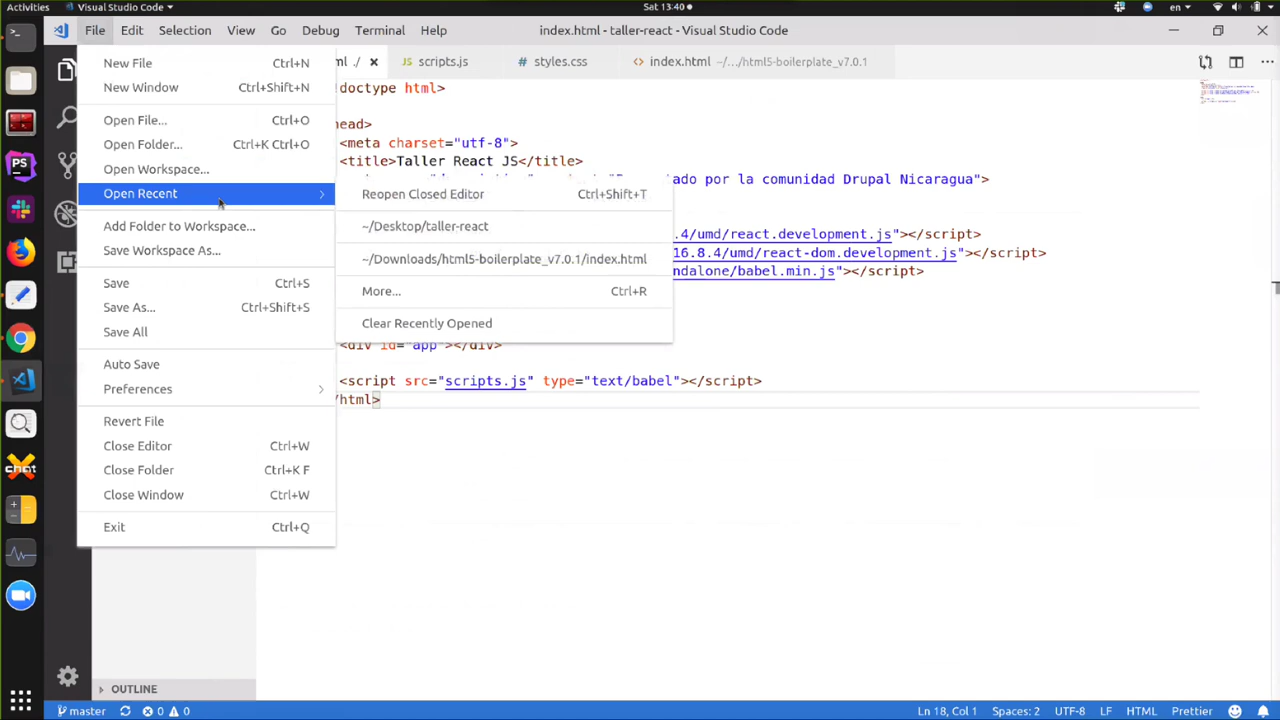 Activities
Visual Studio Code
Sat 13:40
en
File Edit Selection View Go Debug Terminal Help
index.html - taller-react - Visual Studio Code
ml ./ scripts.js styles.css index.html ~/.../html5-boilerplate_v7.0.1
New File Ctrl+N
New Window Ctrl+Shift+N
Open File... Ctrl+O
Open Folder... Ctrl+K Ctrl+O
Open Workspace...
Open Recent
Add Folder to Workspace...
Save Workspace As...
Save Ctrl+S
Save As... Ctrl+Shift+S
Save All
Auto Save
Preferences
Revert File
Close Editor Ctrl+W
Close Folder Ctrl+K F
Close Window Ctrl+W
Exit Ctrl+Q
Reopen Closed Editor Ctrl+Shift+T
~/Desktop/taller-react
~/Downloads/html5-boilerplate_v7.0.1/index.html
More... Ctrl+R
Clear Recently Opened
doctype html>
head>
<meta charset="utf-8">
<title>Taller React JS</title>
por la comunidad Drupal Nicaragua">
.4/umd/react.development.js"></script>
16.8.4/umd/react-dom.development.js"></script>
ndalone/babel.min.js"></script>
<div id="app"></div>
<script src="scripts.js" type="text/babel"></script>
/html>
PS
chat
OUTLINE
master 0 0
Ln 18, Col 1 Spaces: 2 UTF-8 LF HTML Prettier